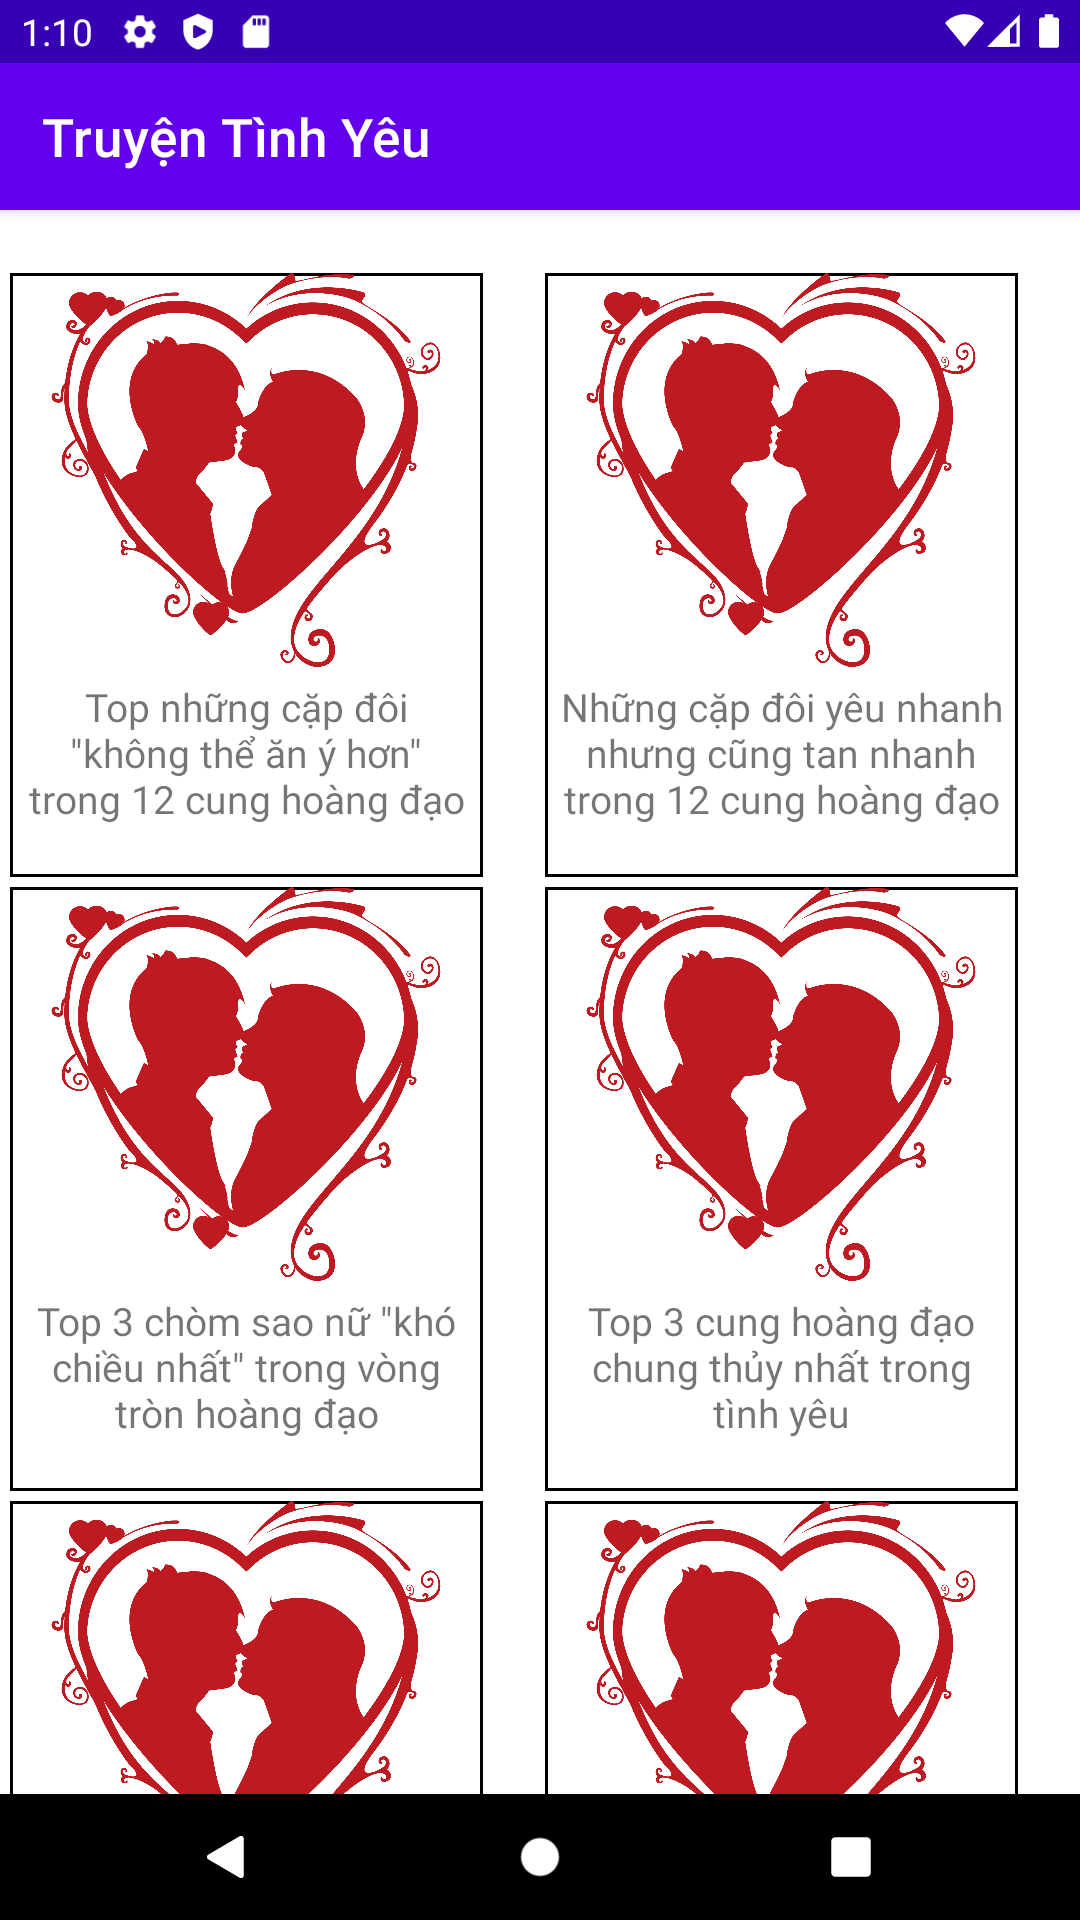 1:10
Truyện Tình Yêu
Top những cặp đôi
"không thể ăn ý hơn"
trong 12 cung hoàng đạo
Những cặp đôi yêu nhanh
nhưng cũng tan nhanh
trong 12 cung hoàng đạo
Top 3 chòm sao nữ "khó
chiều nhất" trong vòng
tròn hoàng đạo
Top 3 cung hoàng đạo
chung thủy nhất trong
tình yêu